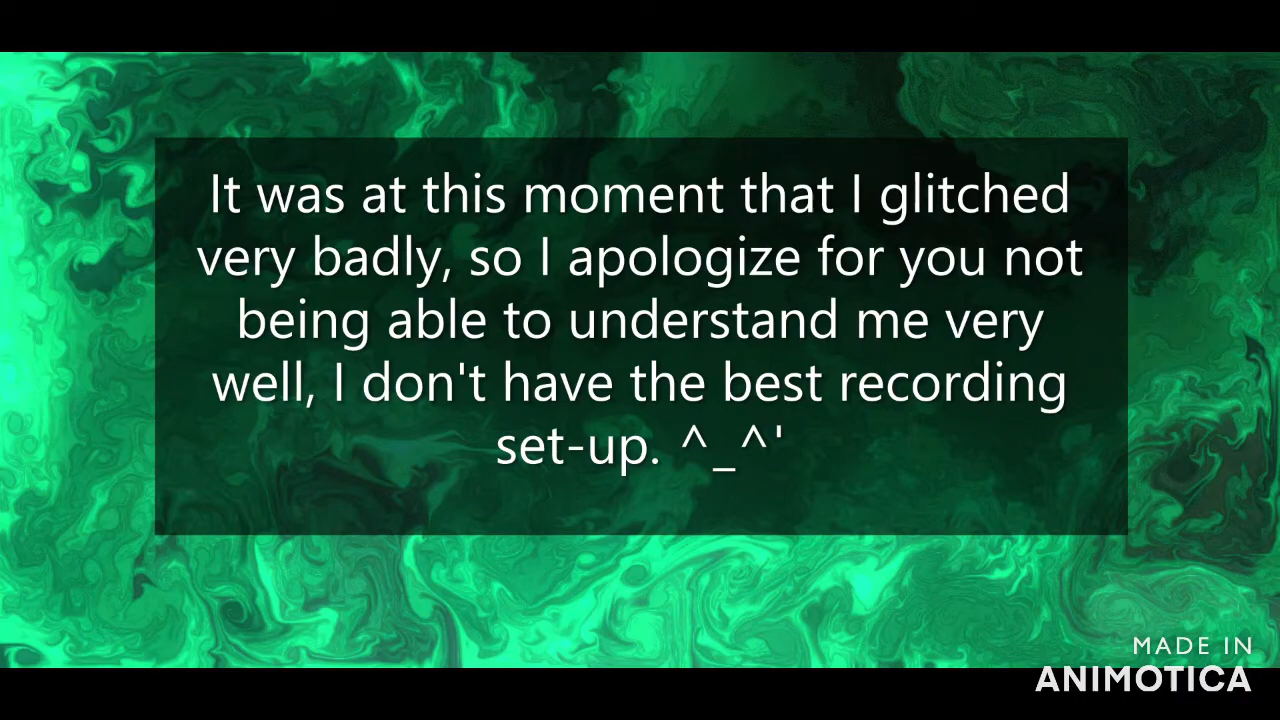 It was at this moment that I glitched
very badly, so I apologize for you not
being able to understand me very
well, I don't have the best recording
set-up. ^_^'
MADE IN
ANIMOTICA